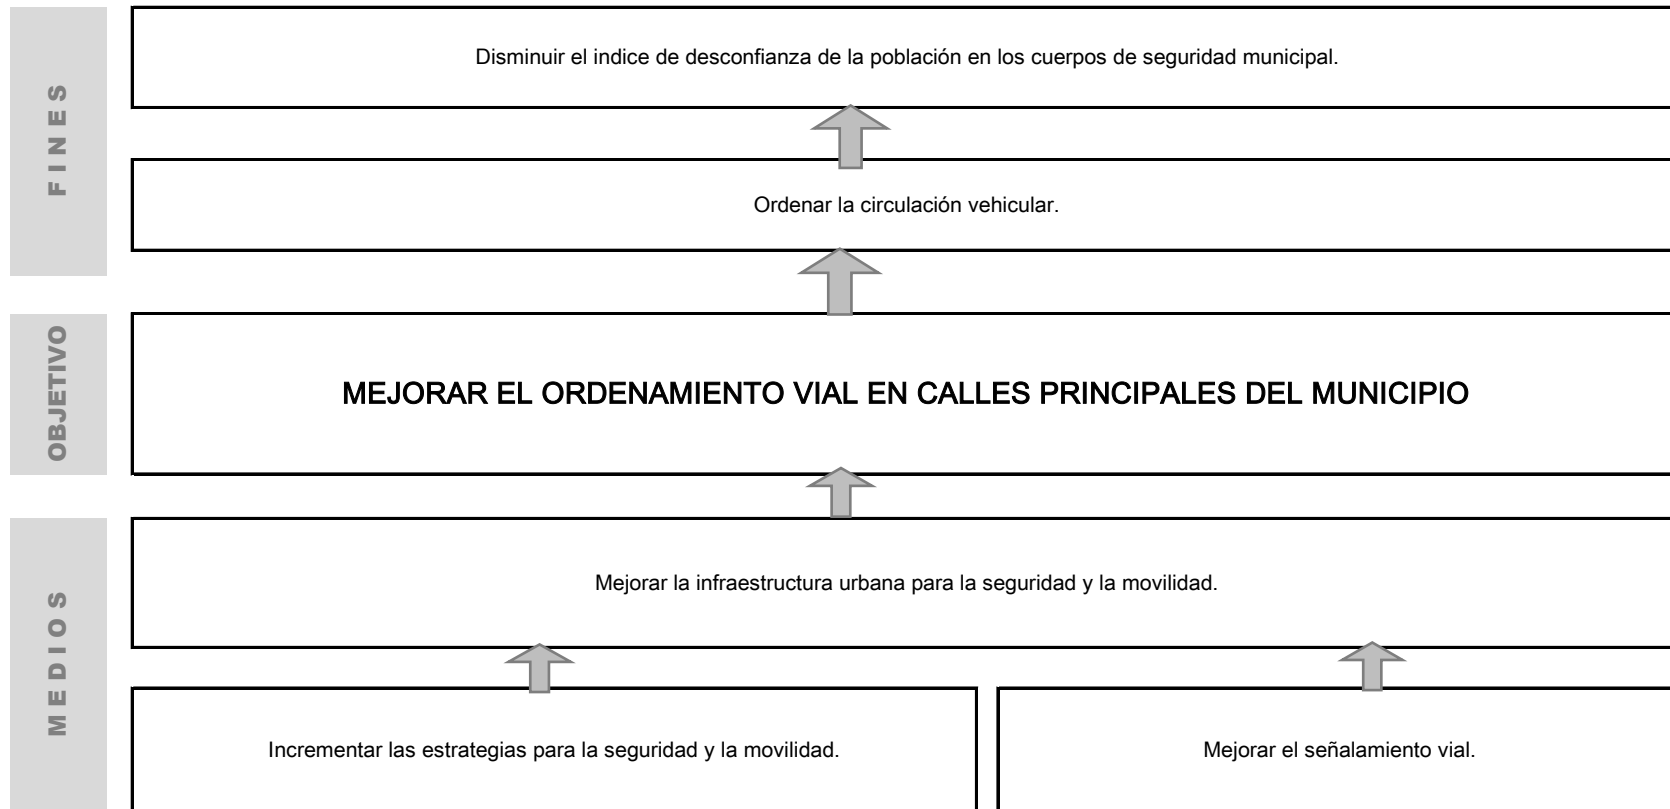 FINES
Disminuir el indice de desconfianza de la población en los cuerpos de seguridad municipal.
Ordenar la circulación vehicular.
OBJETIVO
MEJORAR EL ORDENAMIENTO VIAL EN CALLES PRINCIPALES DEL MUNICIPIO
MEDIOS
Mejorar la infraestructura urbana para la seguridad y la movilidad.
Incrementar las estrategias para la seguridad y la movilidad.
Mejorar el señalamiento vial.